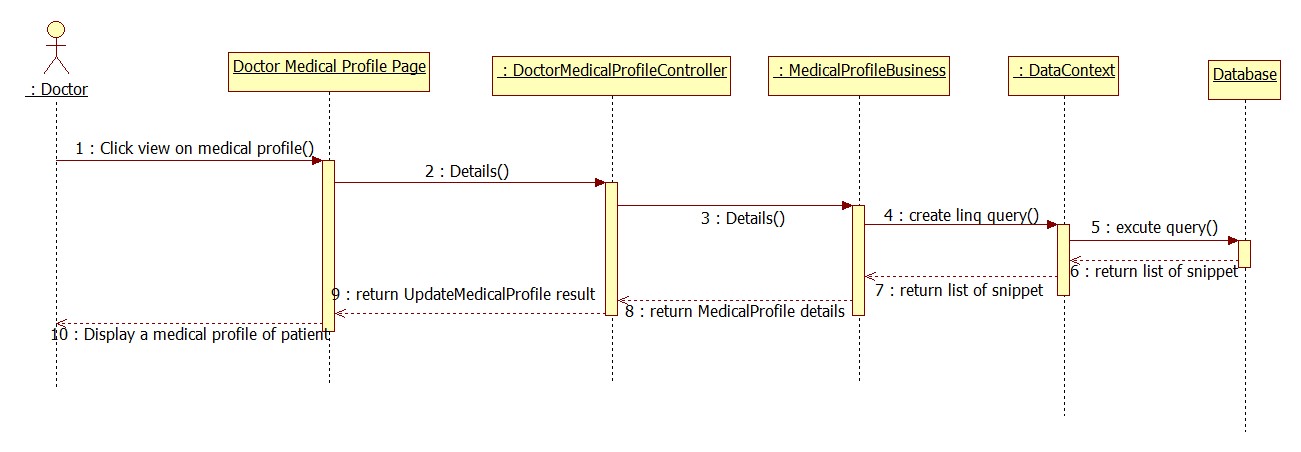 : Doctor
Doctor Medical Profile Page
: DoctorMedicalProfileController
: MedicalProfileBusiness
: DataContext
Database
1 : Click view on medical profile()
2 : Details()
3 : Details()
4 : create linq query()
5 : excute query()
6 : return list of snippet
7 : return list of snippet
8 : return MedicalProfile details
9 : return UpdateMedicalProfile result
10 : Display a medical profile of patient